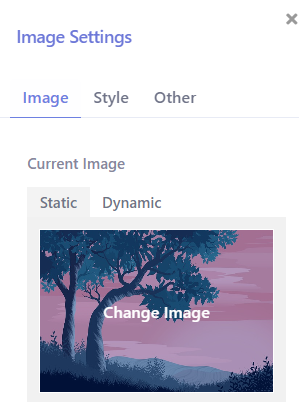 Image Settings
Image Style Other
Current Image
Static Dynamic
Change Image